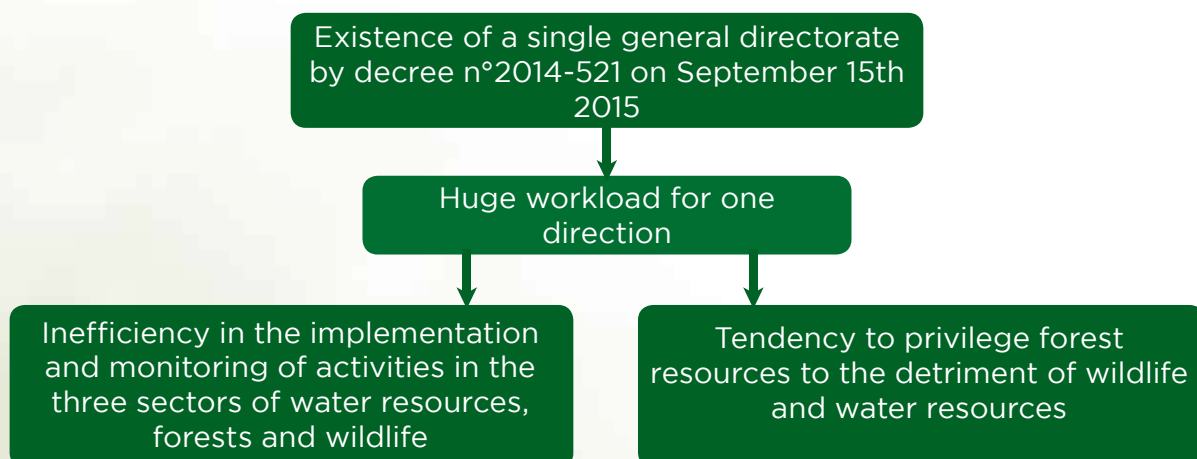 Existence of a single general directorate
by decree n°2014-521 on September 15th
2015
Huge workload for one
direction
Inefficiency in the implementation
and monitoring of activities in the
three sectors of water resources,
forests and wildlife
Tendency to privilege forest
resources to the detriment of wildlife
and water resources